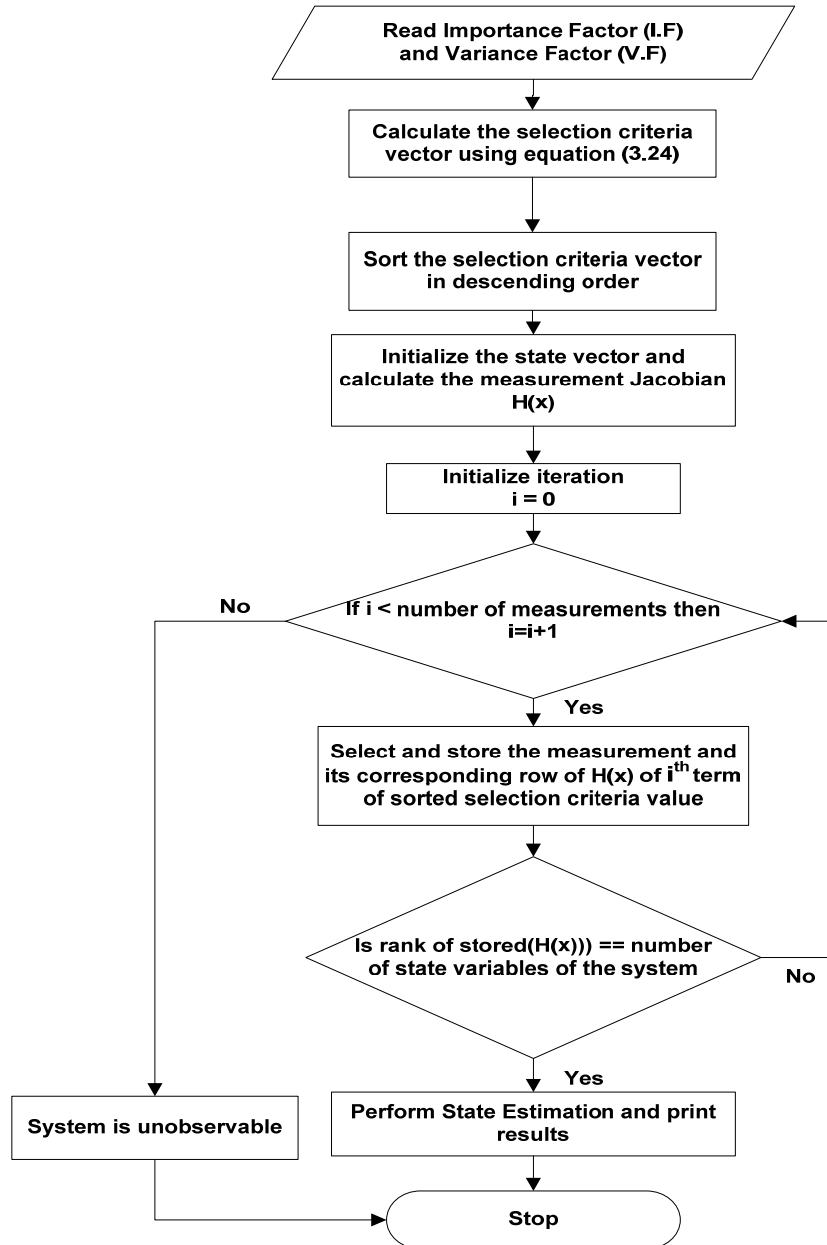 Read Importance Factor (I.F)
and Variance Factor (V.F)
Calculate the selection criteria
vector using equation (3.24)
Sort the selection criteria vector
in descending order
Initialize the state vector and
calculate the measurement Jacobian
H(x)
Initialize iteration
i = 0
No
If i < number of measurements then
i=i+1
Yes
Select and store the measurement and
its corresponding row of H(x) of ith term
of sorted selection criteria value
Is rank of stored(H(x))) == number
of state variables of the system
No
Yes
System is unobservable
Perform State Estimation and print
results
Stop